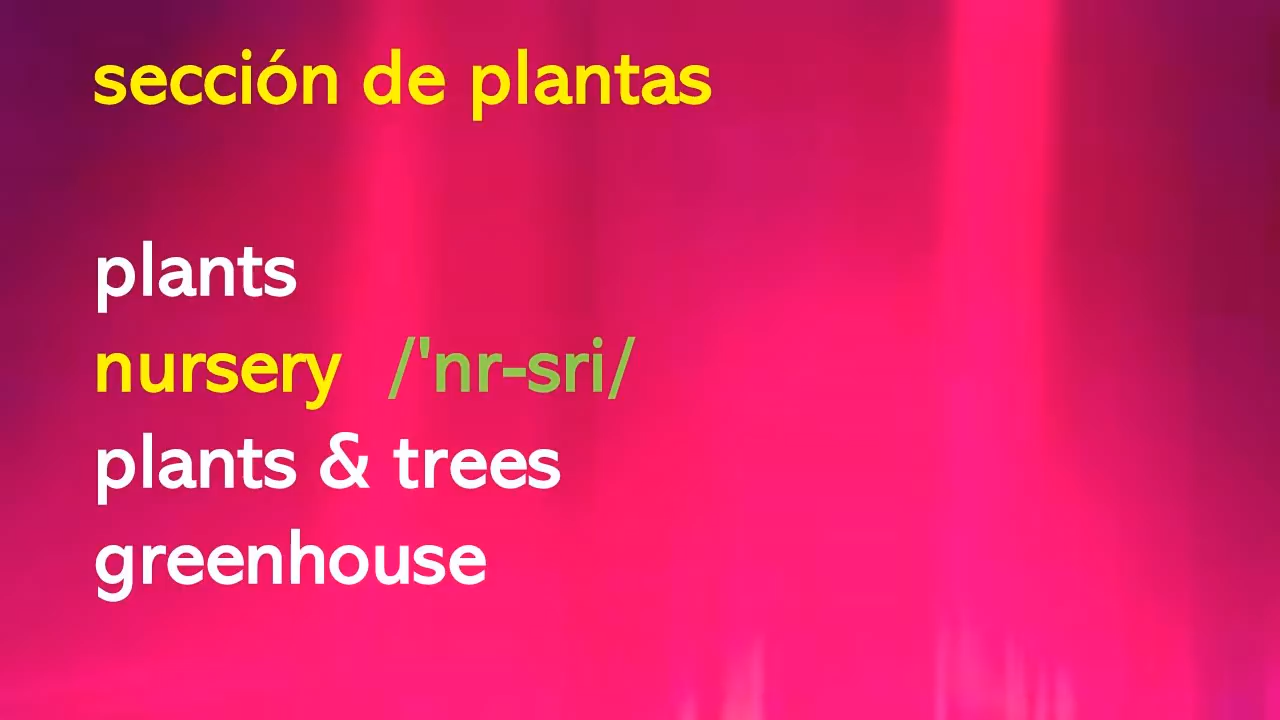 sección de plantas
plants
nursery /'nr-sri/
plants & trees
greenhouse